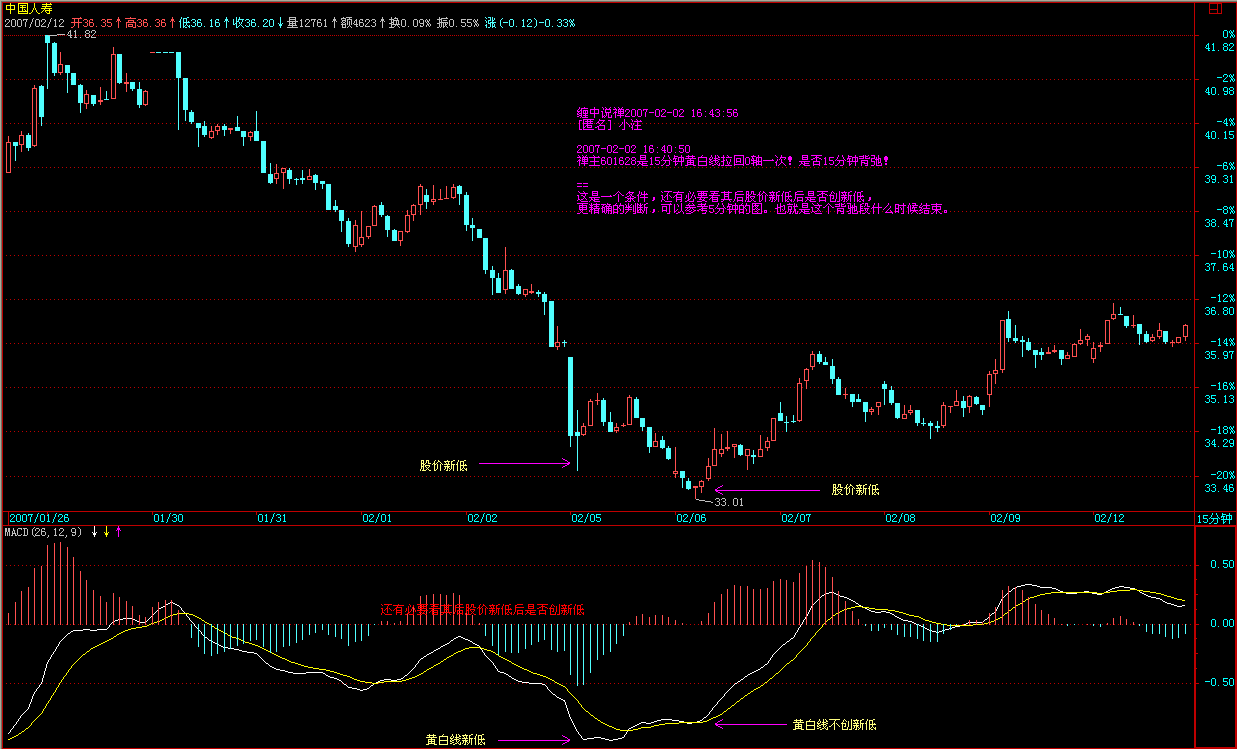 中国人寿
2007/02/12 开36.35↑高36.36↑低36.16↑收36.20↓量12761↑额4623↑换0.09% 振0.55% 涨(-0.12)-0.33%
41.82
0%
41.82
-2%
40.98
-4%
40.15
-6%
39.31
-8%
38.47
-10%
37.64
-12%
36.80
-14%
35.97
-16%
35.13
-18%
34.29
-20%
33.46
缠中说禅2007-02-02 16:43:56
[匿名] 小汪
2007-02-02 16:40:50
禅主601628是15分钟黄白线拉回0轴一次！是否15分钟背弛！
==
这是一个条件，还有必要看其后股价新低后是否创新低，
更精确的判断，可以参考5分钟的图。也就是这个背驰段什么时候结束。
股价新低
股价新低
33.01
2007/01/26 01/30 01/31 02/01 02/02 02/05 02/06 02/07 02/08 02/09 02/12 15分钟
MACD(26,12,9) ↓ ↓ ↑
0.50
还有必要看其后股价新低后是否创新低
0.00
-0.50
黄白线不创新低
黄白线新低